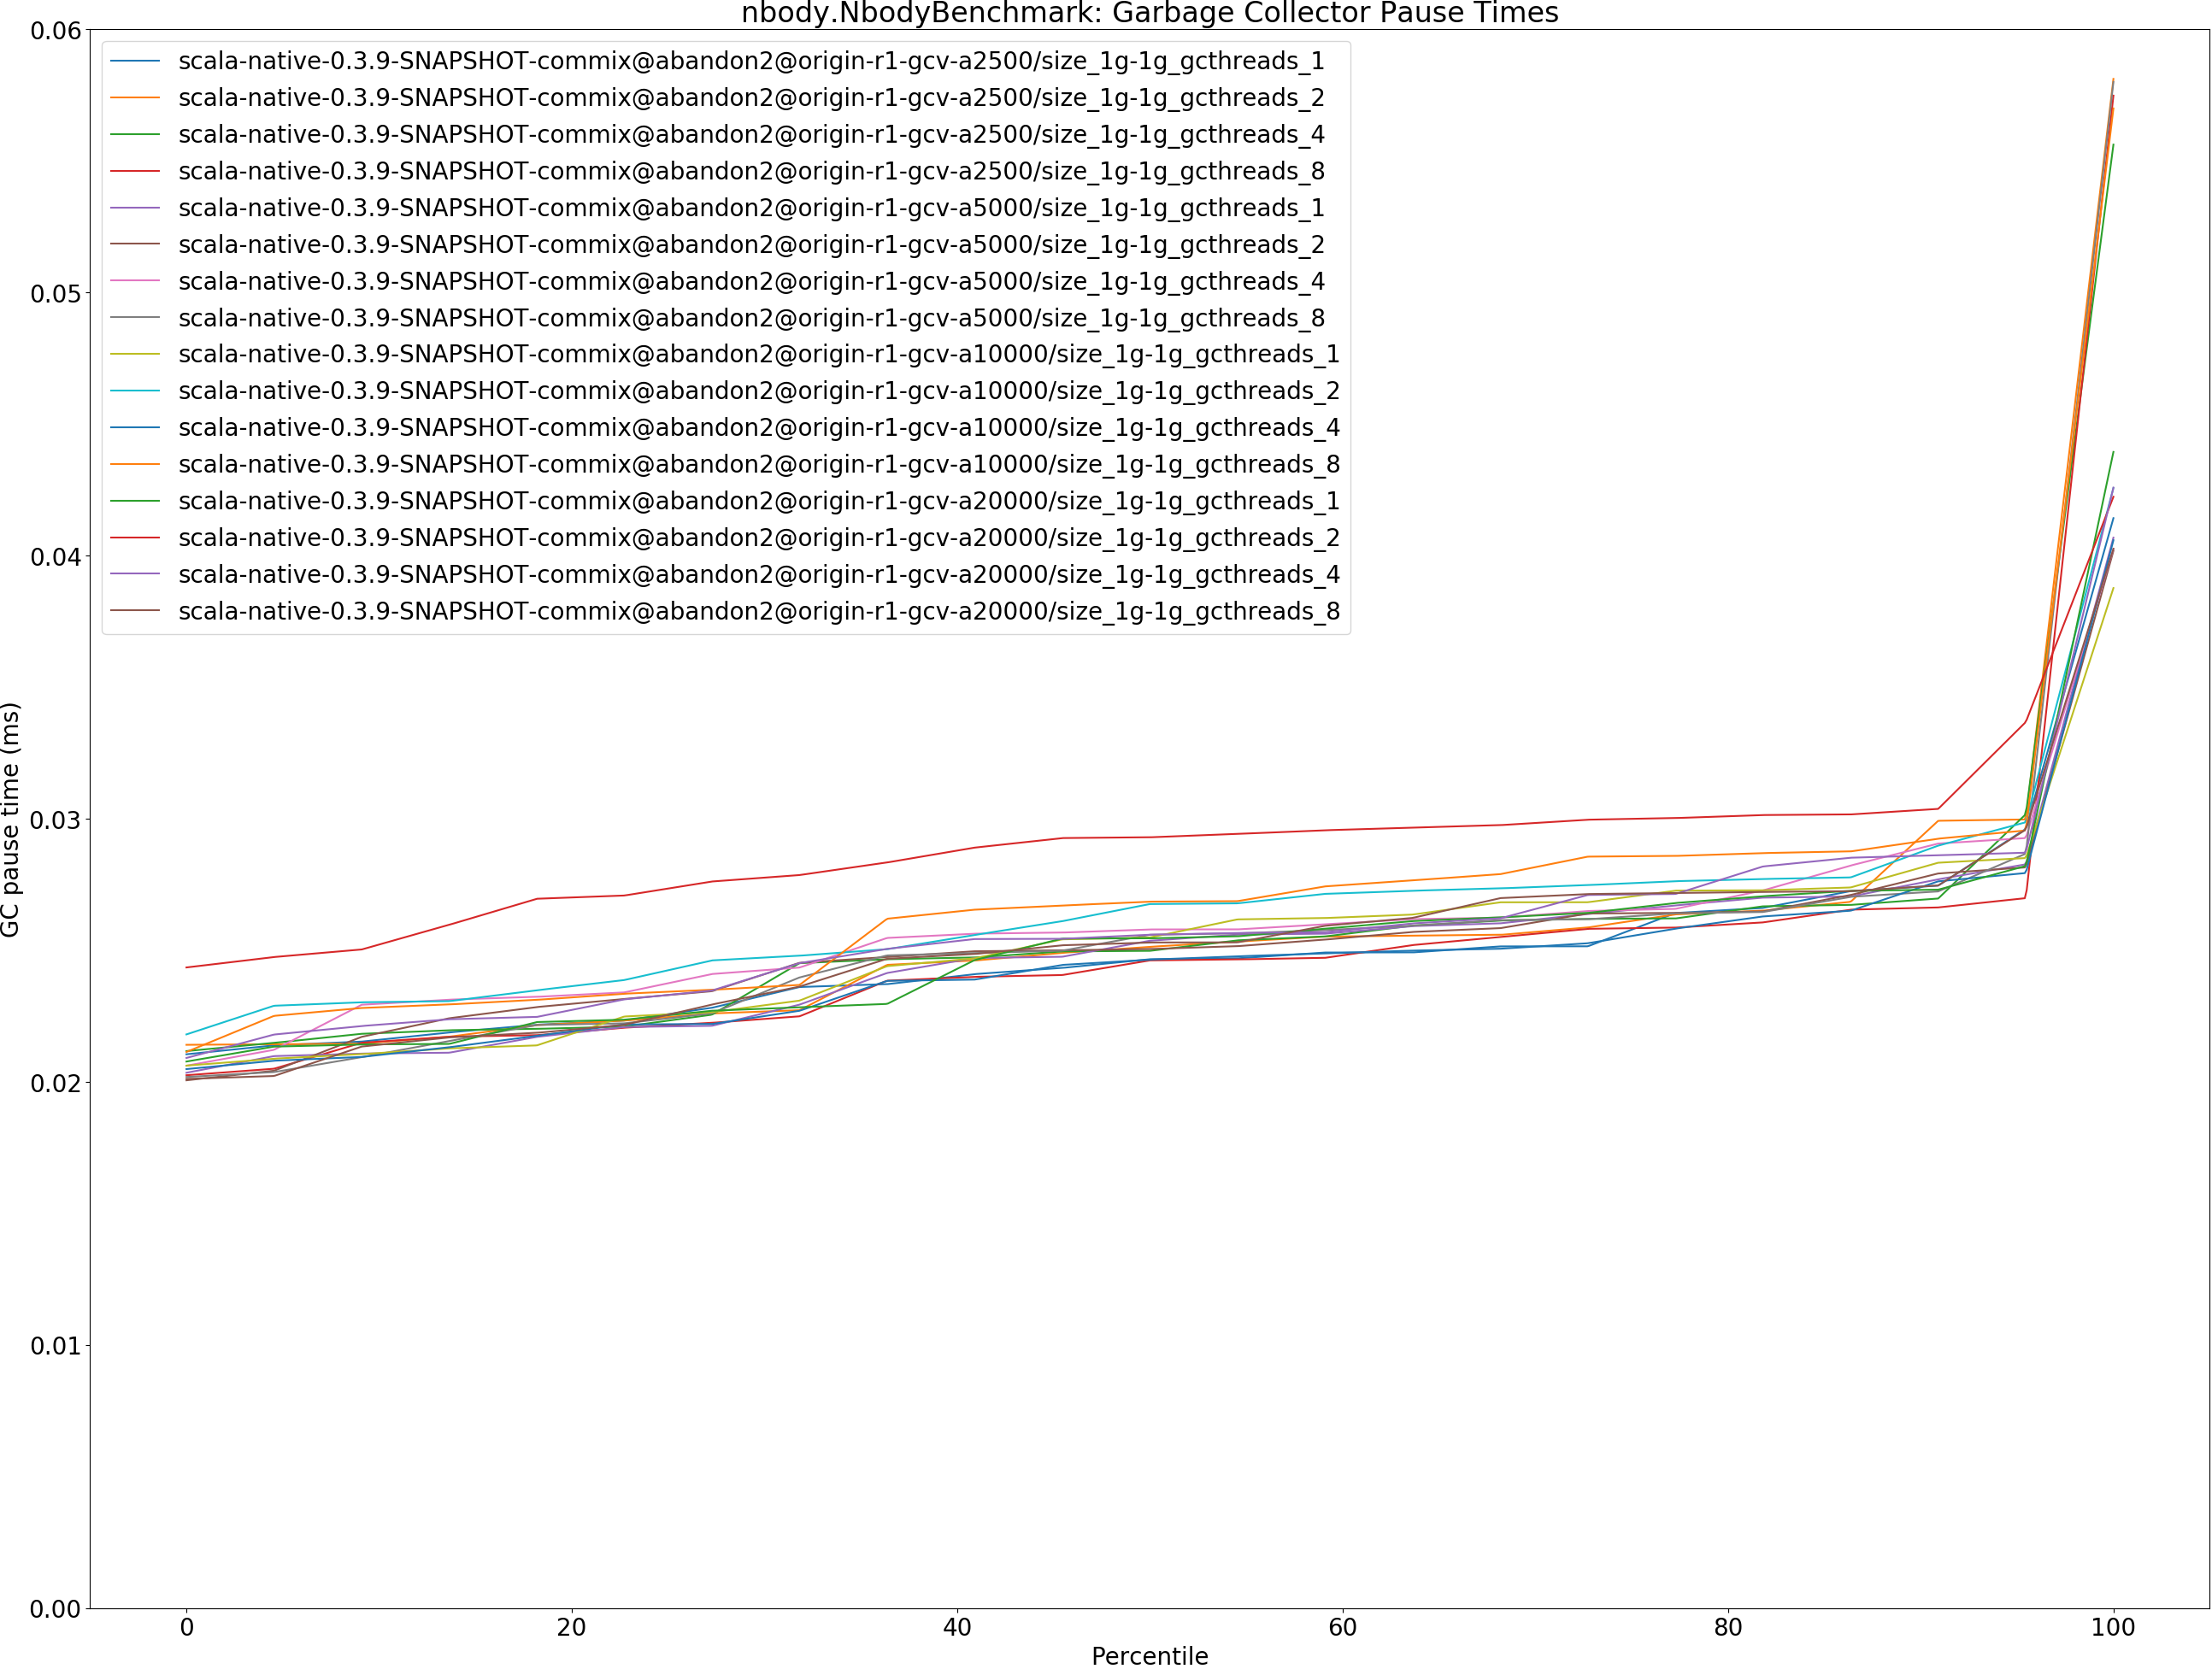 nbody.NbodyBenchmark: Garbage Collector Pause Times
0.06
scala-native-0.3.9-SNAPSHOT-commix@abandon2@origin-r1-gcv-a2500/size_1g-1g_gcthreads_1
scala-native-0.3.9-SNAPSHOT-commix@abandon2@origin-r1-gcv-a2500/size_1g-1g_gcthreads_2
scala-native-0.3.9-SNAPSHOT-commix@abandon2@origin-r1-gcv-a2500/size_1g-1g_gcthreads_4
scala-native-0.3.9-SNAPSHOT-commix@abandon2@origin-r1-gcv-a2500/size_1g-1g_gcthreads_8
scala-native-0.3.9-SNAPSHOT-commix@abandon2@origin-r1-gcv-a5000/size_1g-1g_gcthreads_1
scala-native-0.3.9-SNAPSHOT-commix@abandon2@origin-r1-gcv-a5000/size_1g-1g_gcthreads_2
scala-native-0.3.9-SNAPSHOT-commix@abandon2@origin-r1-gcv-a5000/size_1g-1g_gcthreads_4
0.05
scala-native-0.3.9-SNAPSHOT-commix@abandon2@origin-r1-gcv-a5000/size_1g-1g_gcthreads_8
scala-native-0.3.9-SNAPSHOT-commix@abandon2@origin-r1-gcv-a10000/size_1g-1g_gcthreads_1
scala-native-0.3.9-SNAPSHOT-commix@abandon2@origin-r1-gcv-a10000/size_1g-1g_gcthreads_2
scala-native-0.3.9-SNAPSHOT-commix@abandon2@origin-r1-gcv-a10000/size_1g-1g_gcthreads_4
scala-native-0.3.9-SNAPSHOT-commix@abandon2@origin-r1-gcv-a10000/size_1g-1g_gcthreads_8
scala-native-0.3.9-SNAPSHOT-commix@abandon2@origin-r1-gcv-a20000/size_1g-1g_gcthreads_1
scala-native-0.3.9-SNAPSHOT-commix@abandon2@origin-r1-gcv-a20000/size_1g-1g_gcthreads_2
0.04
scala-native-0.3.9-SNAPSHOT-commix@abandon2@origin-r1-gcv-a20000/size_1g-1g_gcthreads_4
scala-native-0.3.9-SNAPSHOT-commix@abandon2@origin-r1-gcv-a20000/size_1g-1g_gcthreads_8
GC pause time (ms)
0.03
0.02
0.01
0.00
0 20 40 60 80 100
Percentile